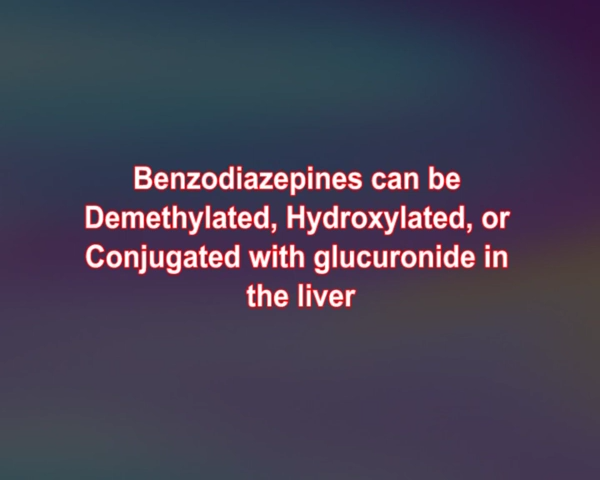 Benzodiazepines can be
Demethylated, Hydroxylated, or
Conjugated with glucuronide in
the liver